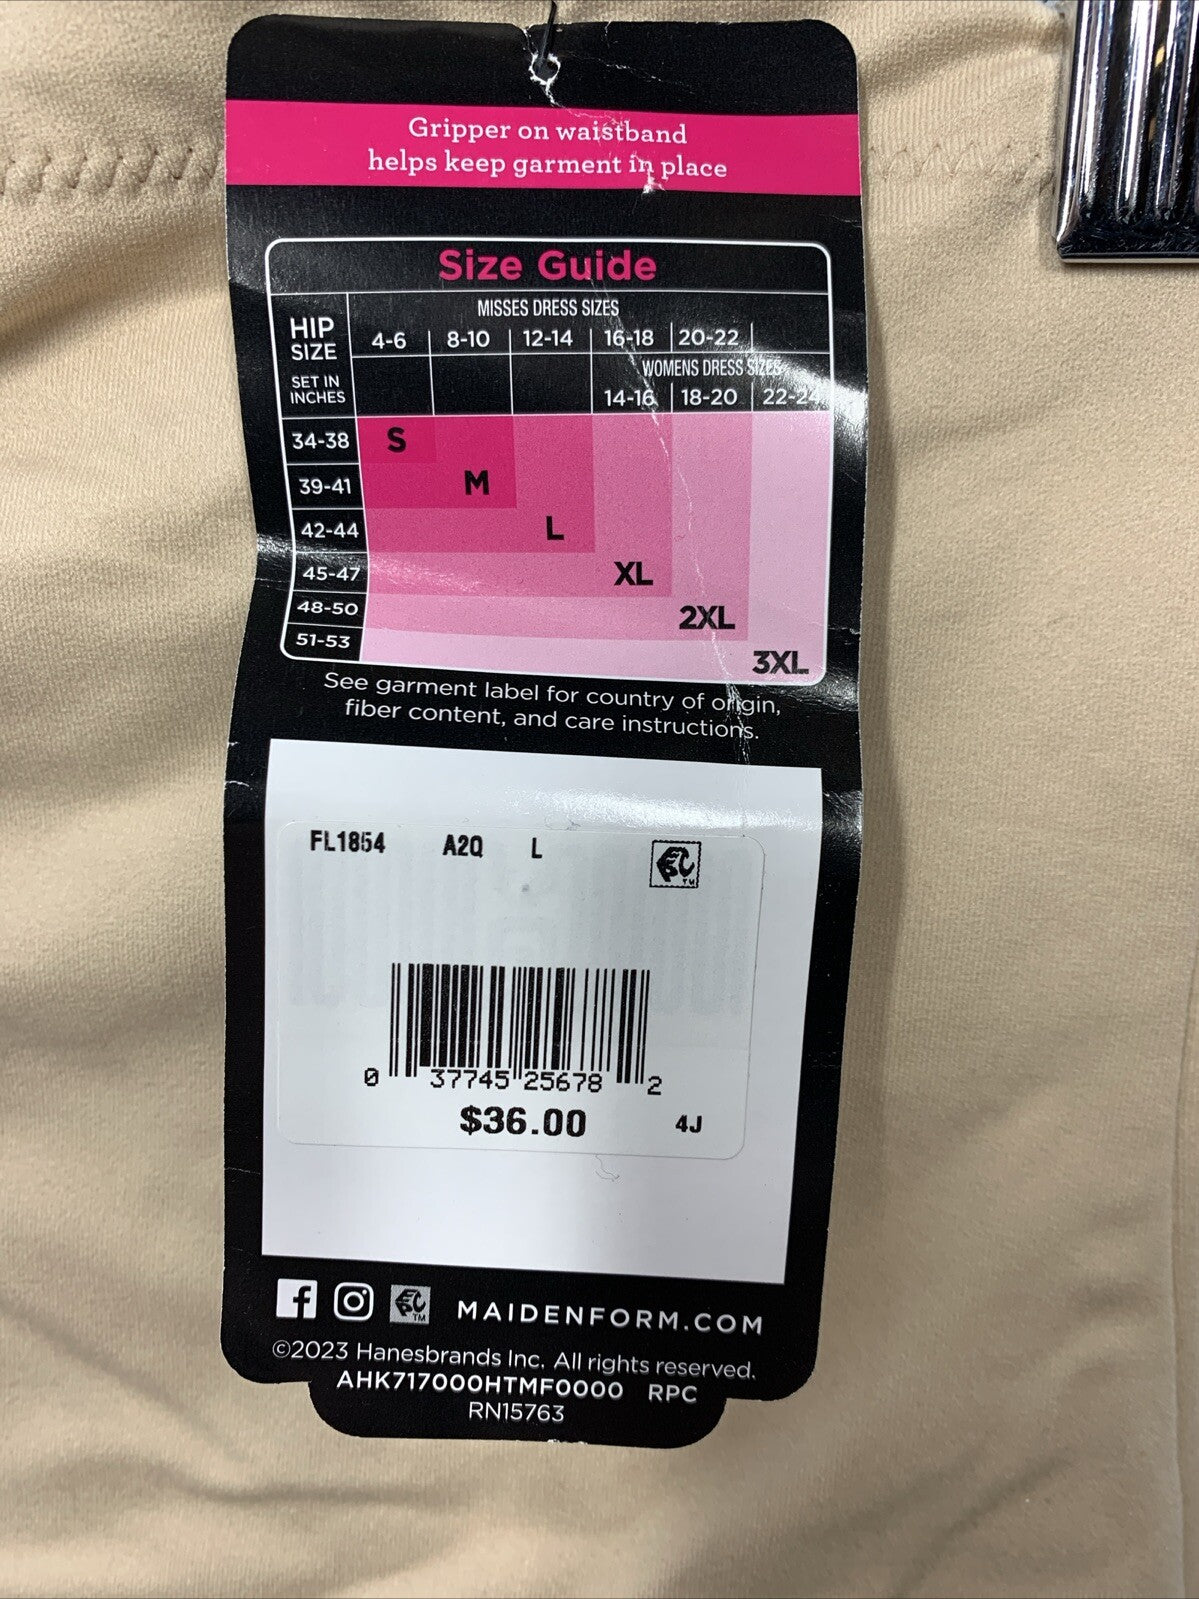 Gripper on waistband
helps keep garment in place
Size Guide
HIP SIZE SET IN INCHES
MISSES DRESS SIZES
4-6 8-10 12-14 16-18 20-22
WOMENS DRESS SIZES
14-16 18-20 22-24
34-38 S
39-41 M
42-44 L
45-47 XL
48-50 2XL
51-53 3XL
See garment label for country of origin,
fiber content, and care instructions.
FL1854 A2Q L
TM
0 37745 25678 2
$36.00 4J
f TM MAIDENFORM.COM
©2023 Hanesbrands Inc. All rights reserved.
AHK717000HTMF0000 RPC
RN15763